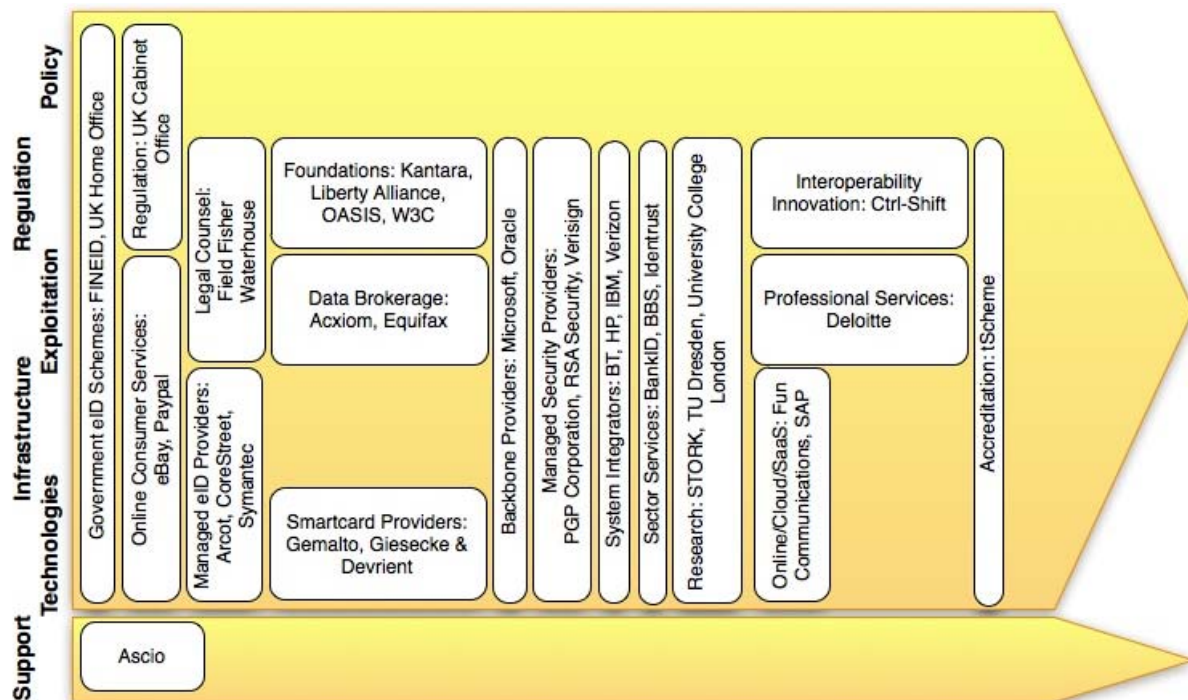 Policy
Regulation
Exploitation
Infrastructure
Technologies
Support
Government eID Schemes: FINEID, UK Home Office
Regulation: UK Cabinet
Office
Online Consumer Services:
eBay, Paypal
Legal Counsel:
Field Fisher
Waterhouse
Managed eID Providers:
Arcot, CoreStreet,
Symantec
Foundations: Kantara,
Liberty Alliance,
OASIS, W3C
Data Brokerage:
Acxiom, Equifax
Smartcard Providers:
Gemalto, Giesecke &
Devrient
Backbone Providers: Microsoft, Oracle
Managed Security Providers:
PGP Corporation, RSA Security, Verisign
System Integrators: BT, HP, IBM, Verizon
Sector Services: BankID, BBS, Identrust
Research: STORK, TU Dresden, University College
London
Interoperability
Innovation: Ctrl-Shift
Professional Services:
Deloitte
Online/Cloud/SaaS: Fun
Communications, SAP
Accreditation: tScheme
Ascio